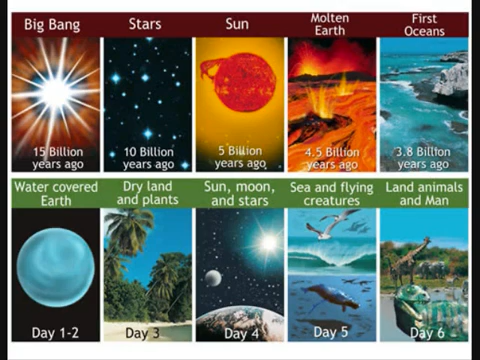 Big Bang
Stars
Sun
Molten
Earth
First
Oceans
15 Billion
years ago
10 Billion
years ago
5 Billion
years ago
4.5 Billion
years ago
3.8 Billion
years ago
Water covered
Earth
Dry land
and plants
Sun, moon,
and stars
Sea and flying
creatures
Land animals
and Man
Day 1-2
Day 3
Day 4
Day 5
Day 6